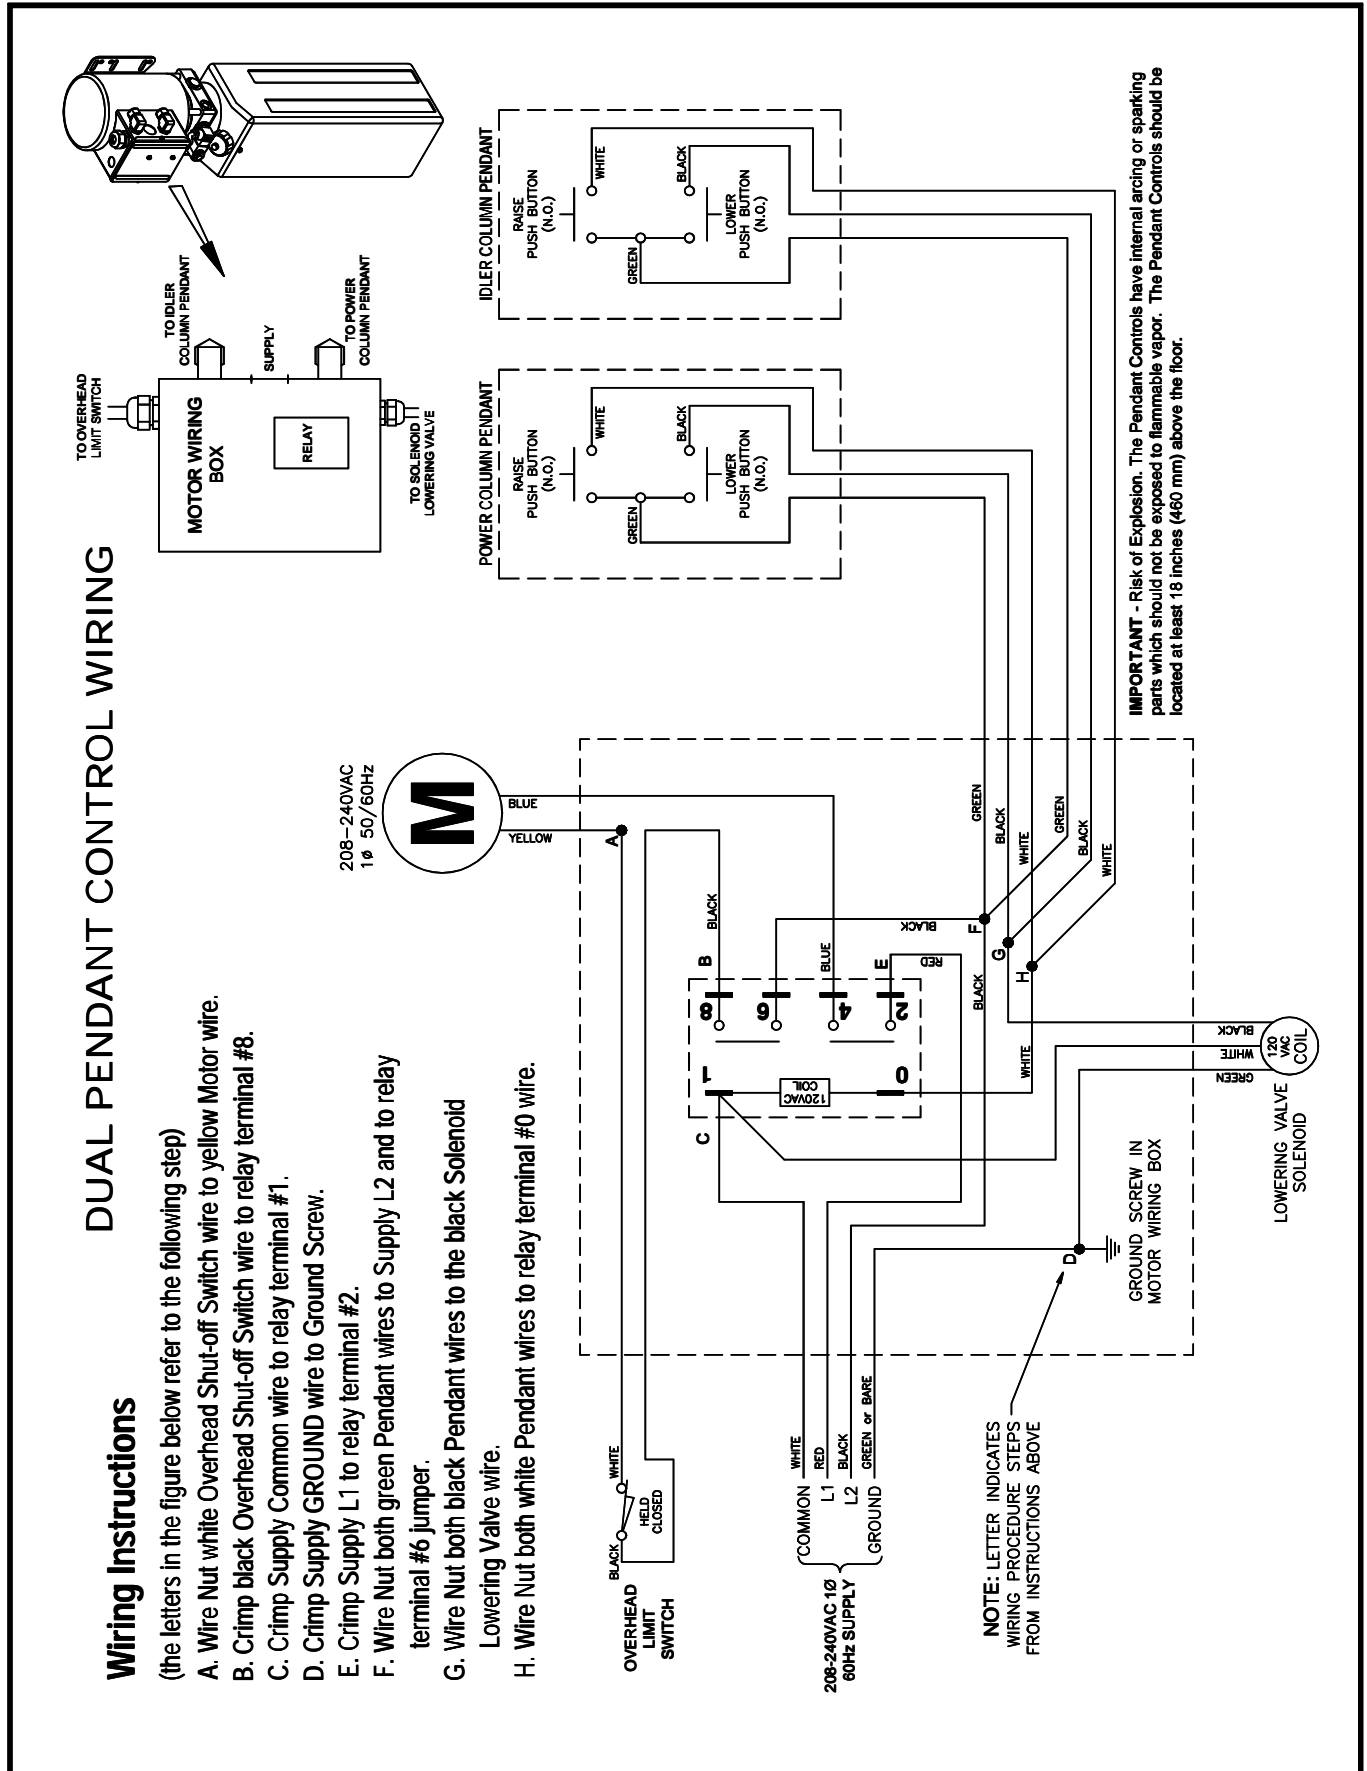 DUAL PENDANT CONTROL WIRING
Wiring Instructions
(the letters in the figure below refer to the following step)
A. Wire Nut white Overhead Shut-off Switch wire to yellow Motor wire.
B. Crimp black Overhead Shut-off Switch wire to relay terminal #8.
C. Crimp Supply Common wire to relay terminal #1.
D. Crimp Supply GROUND wire to Ground Screw.
E. Crimp Supply L1 to relay terminal #2.
F. Wire Nut both green Pendant wires to Supply L2 and to relay
terminal #6 jumper.
G. Wire Nut both black Pendant wires to the black Solenoid
Lowering Valve wire.
H. Wire Nut both white Pendant wires to relay terminal #0 wire.
TO OVERHEAD
LIMIT SWITCH
TO IDLER
COLUMN PENDANT
SUPPLY
TO POWER
COLUMN PENDANT
MOTOR WIRING
BOX
RELAY
TO SOLENOID
LOWERING VALVE
208-240VAC
1ø 50/60Hz
M
BLUE
YELLOW
POWER COLUMN PENDANT
RAISE
PUSH BUTTON
(N.O.)
WHITE
GREEN
BLACK
LOWER
PUSH BUTTON
(N.O.)
IDLER COLUMN PENDANT
RAISE
PUSH BUTTON
(N.O.)
WHITE
GREEN
BLACK
LOWER
PUSH BUTTON
(N.O.)
OVERHEAD
LIMIT
SWITCH
BLACK
WHITE
HELD
CLOSED
A
BLACK
B
C
1
8
6
4
2
0
120VAC
COIL
BLACK
BLUE
E
RED
F
G
H
BLACK
GREEN
BLACK
WHITE
GREEN
BLACK
WHITE
WHITE
208-240VAC 1Ø
60Hz SUPPLY
COMMON
L1
L2
GROUND
WHITE
RED
BLACK
GREEN or BARE
D
GROUND SCREW IN
MOTOR WIRING BOX
BLACK
WHITE
GREEN
120
VAC
COIL
LOWERING VALVE
SOLENOID
NOTE: LETTER INDICATES
WIRING PROCEDURE STEPS
FROM INSTRUCTIONS ABOVE
IMPORTANT - Risk of Explosion. The Pendant Controls have internal arcing or sparking
parts which should not be exposed to flammable vapor. The Pendant Controls should be
located at least 18 inches (460 mm) above the floor.